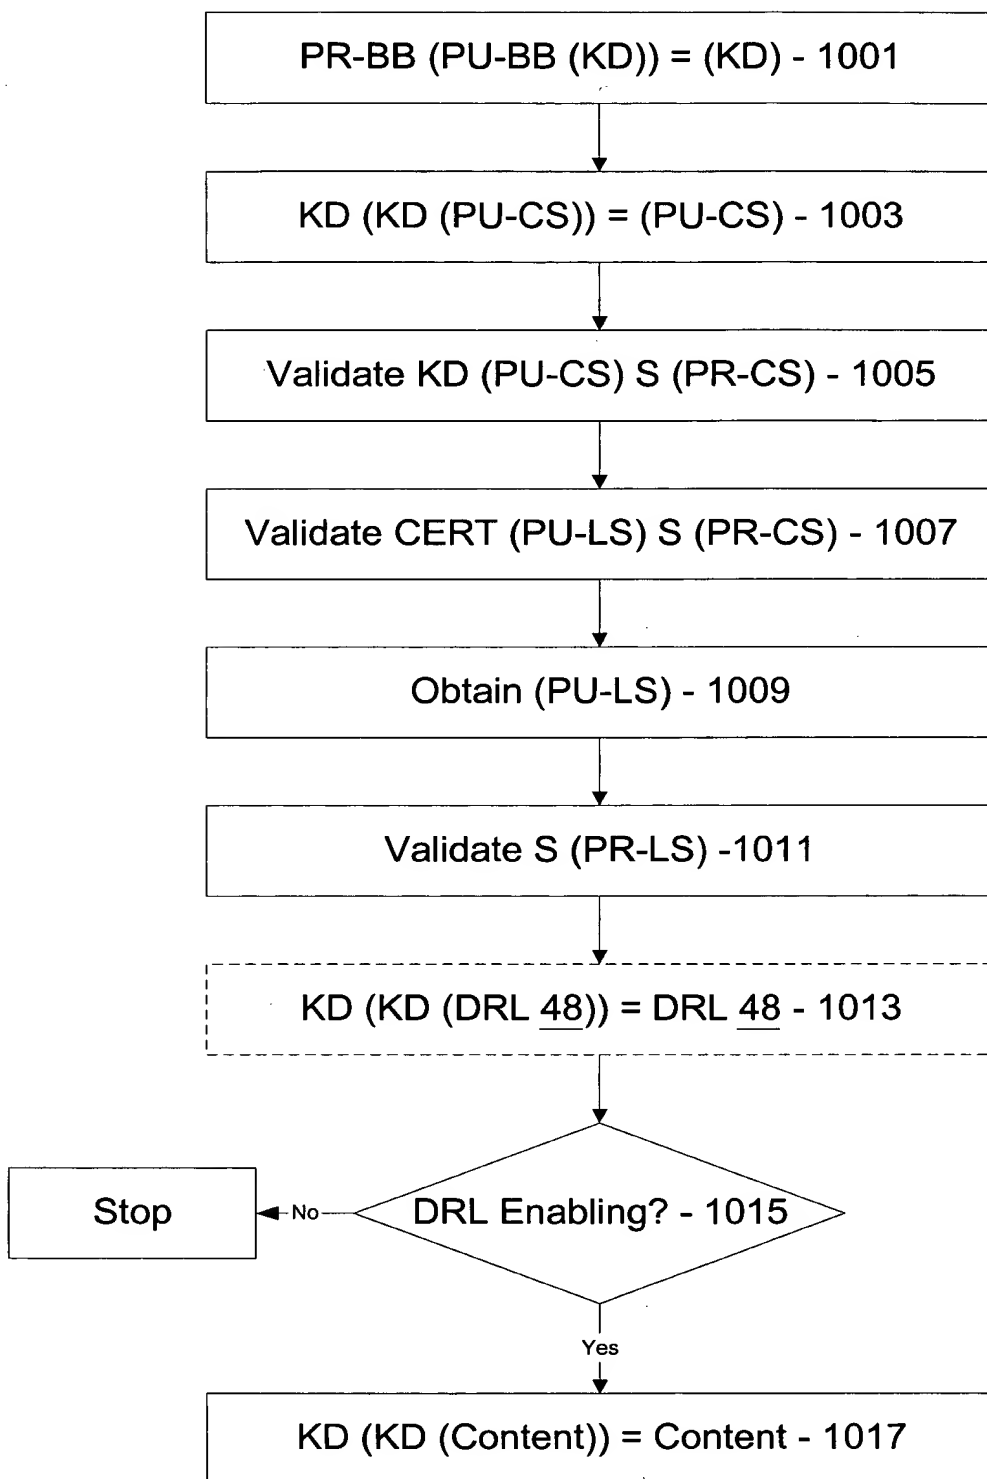 PR-BB (PU-BB (KD)) = (KD) - 1001
KD (KD (PU-CS)) = (PU-CS) - 1003
Validate KD (PU-CS) S (PR-CS) - 1005
Validate CERT (PU-LS) S (PR-CS) - 1007
Obtain (PU-LS) - 1009
Validate S (PR-LS) -1011
KD (KD (DRL 48)) = DRL 48 - 1013
DRL Enabling? - 1015
No
Stop
Yes
KD (KD (Content)) = Content - 1017